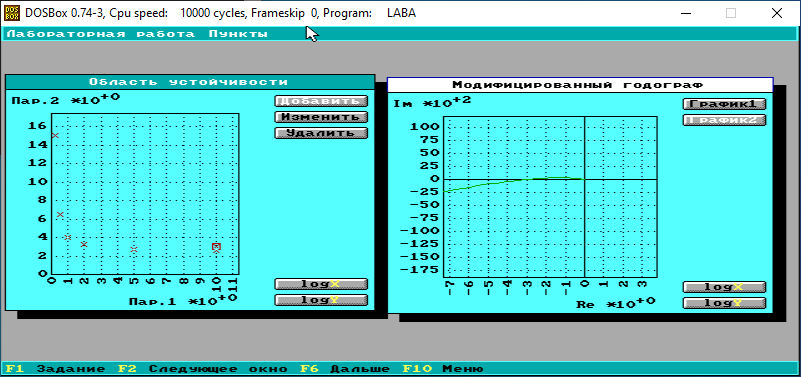 DOSBox 0.74-3, Cpu speed: 10000 cycles, Frameskip 0, Program: LABA
Лабораторная работа Пункты
Область устойчивости
Пар.2 *10+0
Добавить
Изменить
Удалить
16
14
12
10
8
6
4
2
0
0 1 2 3 4 5 6 7 8 9 10 11
Пар.1 *10+0
logX
logY
Модифицированный годограф
Im *10+2
График1
График2
100
75
50
25
0
-25
-50
-75
-100
-125
-150
-175
-7 -6 -5 -4 -3 -2 -1 0 1 2 3
Re *10+0
logX
logY
F1 Задание F2 Следующее окно F6 Дальше F10 Меню